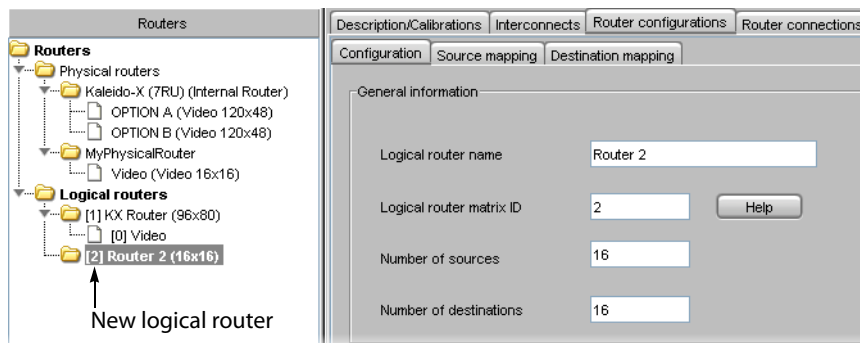 Routers
Routers
Physical routers
Kaleido-X (7RU) (Internal Router)
OPTION A (Video 120x48)
OPTION B (Video 120x48)
MyPhysicalRouter
Video (Video 16x16)
Logical routers
[1] KX Router (96x80)
[0] Video
[2] Router 2 (16x16)
New logical router
Description/Calibrations Interconnects Router configurations Router connections
Configuration Source mapping Destination mapping
General information
Logical router name Router 2
Logical router matrix ID 2 Help
Number of sources 16
Number of destinations 16